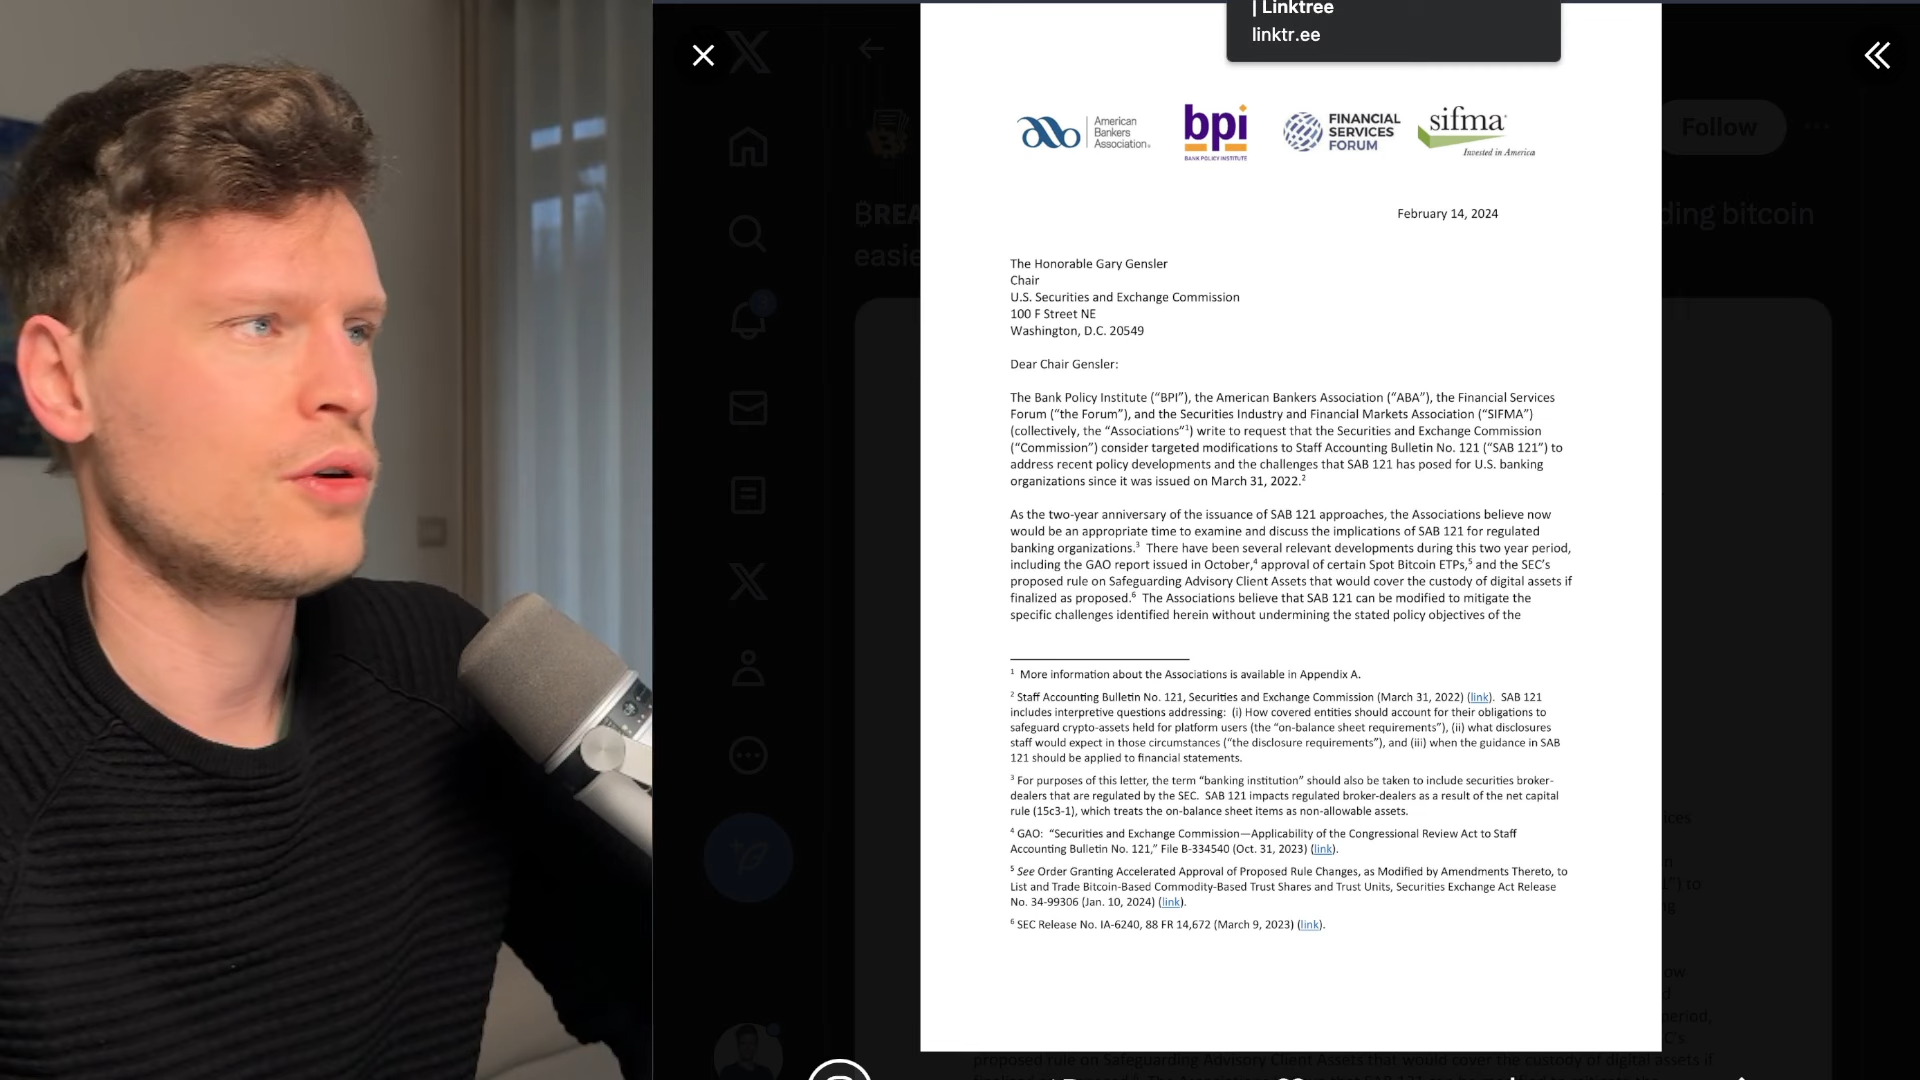 | Linktree
linktr.ee
Follow
American
Bankers
Association®
bpi
BANK POLICY INSTITUTE
FINANCIAL
SERVICES
FORUM
sifma
Invested in America
ding bitcoin
easie
February 14, 2024
The Honorable Gary Gensler
Chair
U.S. Securities and Exchange Commission
100 F Street NE
Washington, D.C. 20549
Dear Chair Gensler:
The Bank Policy Institute (“BPI”), the American Bankers Association (“ABA”), the Financial Services
Forum (“the Forum”), and the Securities Industry and Financial Markets Association (“SIFMA”)
(collectively, the “Associations”¹) write to request that the Securities and Exchange Commission
(“Commission”) consider targeted modifications to Staff Accounting Bulletin No. 121 (“SAB 121”) to
address recent policy developments and the challenges that SAB 121 has posed for U.S. banking
organizations since it was issued on March 31, 2022.²
As the two-year anniversary of the issuance of SAB 121 approaches, the Associations believe now
would be an appropriate time to examine and discuss the implications of SAB 121 for regulated
banking organizations.³ There have been several relevant developments during this two year period,
including the GAO report issued in October,⁴ approval of certain Spot Bitcoin ETPs,⁵ and the SEC’s
proposed rule on Safeguarding Advisory Client Assets that would cover the custody of digital assets if
finalized as proposed.⁶ The Associations believe that SAB 121 can be modified to mitigate the
specific challenges identified herein without undermining the stated policy objectives of the
¹ More information about the Associations is available in Appendix A.
² Staff Accounting Bulletin No. 121, Securities and Exchange Commission (March 31, 2022) (link). SAB 121
includes interpretive questions addressing: (i) How covered entities should account for their obligations to
safeguard crypto-assets held for platform users (the “on-balance sheet requirements”), (ii) what disclosures
staff would expect in those circumstances (“the disclosure requirements”), and (iii) when the guidance in SAB
121 should be applied to financial statements.
³ For purposes of this letter, the term “banking institution” should also be taken to include securities broker-
dealers that are regulated by the SEC. SAB 121 impacts regulated broker-dealers as a result of the net capital
rule (15c3-1), which treats the on-balance sheet items as non-allowable assets.
⁴ GAO: “Securities and Exchange Commission—Applicability of the Congressional Review Act to Staff
Accounting Bulletin No. 121,” File B-334540 (Oct. 31, 2023) (link).
⁵ See Order Granting Accelerated Approval of Proposed Rule Changes, as Modified by Amendments Thereto, to
List and Trade Bitcoin-Based Commodity-Based Trust Shares and Trust Units, Securities Exchange Act Release
No. 34-99306 (Jan. 10, 2024) (link).
⁶ SEC Release No. IA-6240, 88 FR 14,672 (March 9, 2023) (link).
proposed rule on Safeguarding Advisory Client Assets that would cover the custody of digital assets if